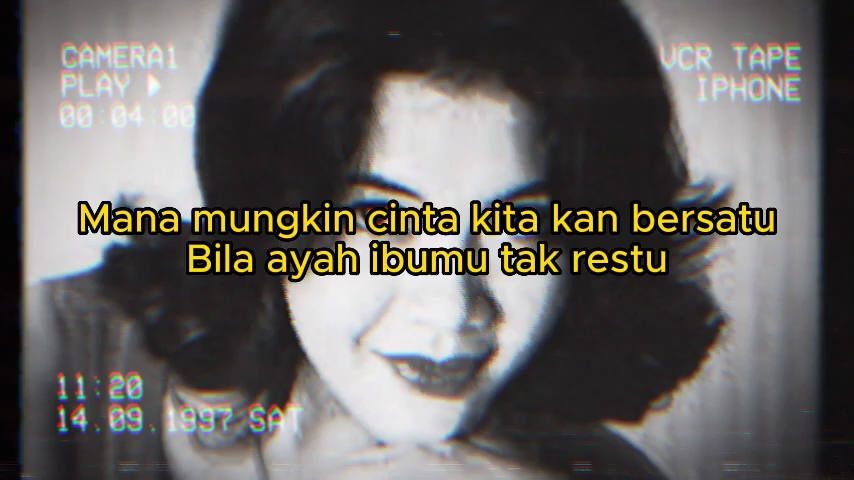 CAMERA1
PLAY
00:04:00
VCR TAPE
IPHONE
Mana mungkin cinta kita kan bersatu
Bila ayah ibumu tak restu
11:20
14.09.1997 SAT